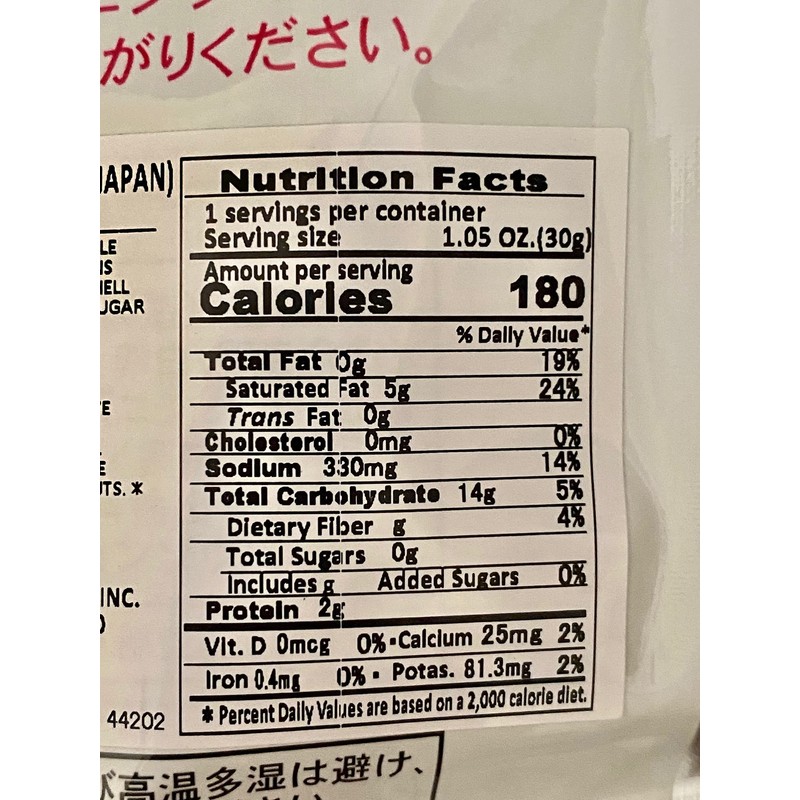 がりください。
JAPAN)
LE
IS
HELL
UGAR
E
E
UTS. *
INC.
)
44202
Nutrition Facts
1 servings per container
Serving size 1.05 OZ.(30g)
Amount per serving
Calories 180
% Daily Value*
Total Fat 0g 19%
Saturated Fat 5g 24%
Trans Fat 0g
Cholesterol 0mg 0%
Sodium 330mg 14%
Total Carbohydrate 14g 5%
Dietary Fiber g 4%
Total Sugars 0g
Includes g Added Sugars 0%
Protein 2g
Vit. D 0mcg 0% • Calcium 25mg 2%
Iron 0.4mg 0% • Potas. 81.3mg 2%
* Percent Daily Values are based on a 2,000 calorie diet.
び高温多湿は避け、